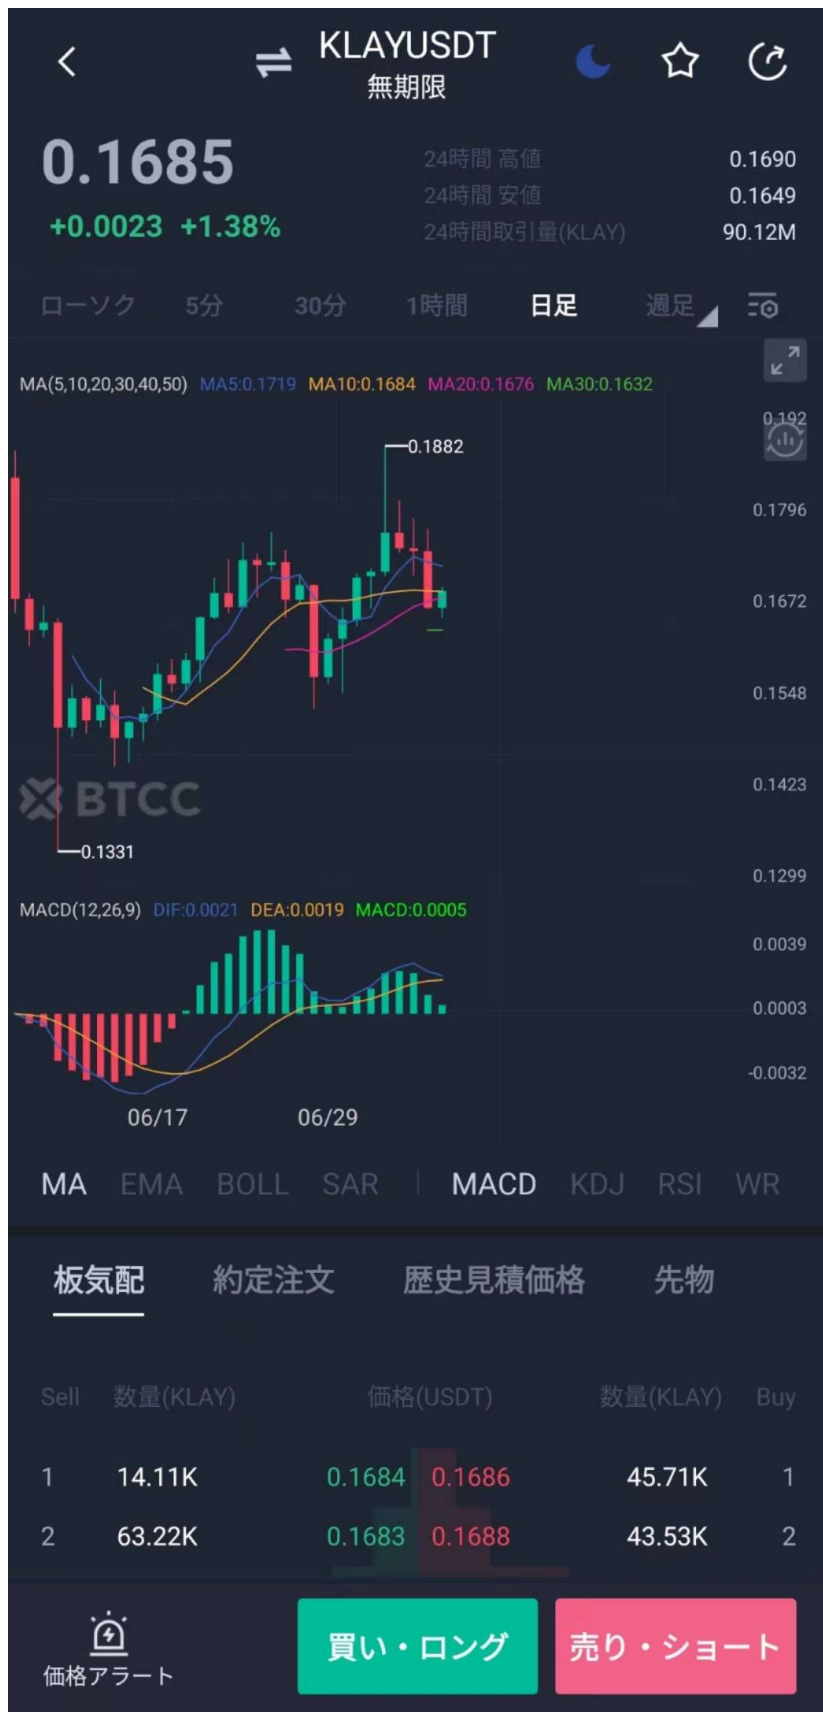 KLAYUSDT
無期限
0.1685
+0.0023 +1.38%
24時間 高値 0.1690
24時間 安値 0.1649
24時間取引量(KLAY) 90.12M
ローソク 5分 30分 1時間 日足 週足
MA(5,10,20,30,40,50) MA5:0.1719 MA10:0.1684 MA20:0.1676 MA30:0.1632
0.192
0.1882
0.1796
0.1672
0.1548
0.1423
BTCC
0.1331
0.1299
MACD(12,26,9) DIF:0.0021 DEA:0.0019 MACD:0.0005
0.0039
0.0003
-0.0032
06/17 06/29
MA EMA BOLL SAR MACD KDJ RSI WR
板気配 約定注文 歴史見積価格 先物
Sell 数量(KLAY) 価格(USDT) 数量(KLAY) Buy
1 14.11K 0.1684 0.1686 45.71K 1
2 63.22K 0.1683 0.1688 43.53K 2
価格アラート
買い・ロング
売り・ショート